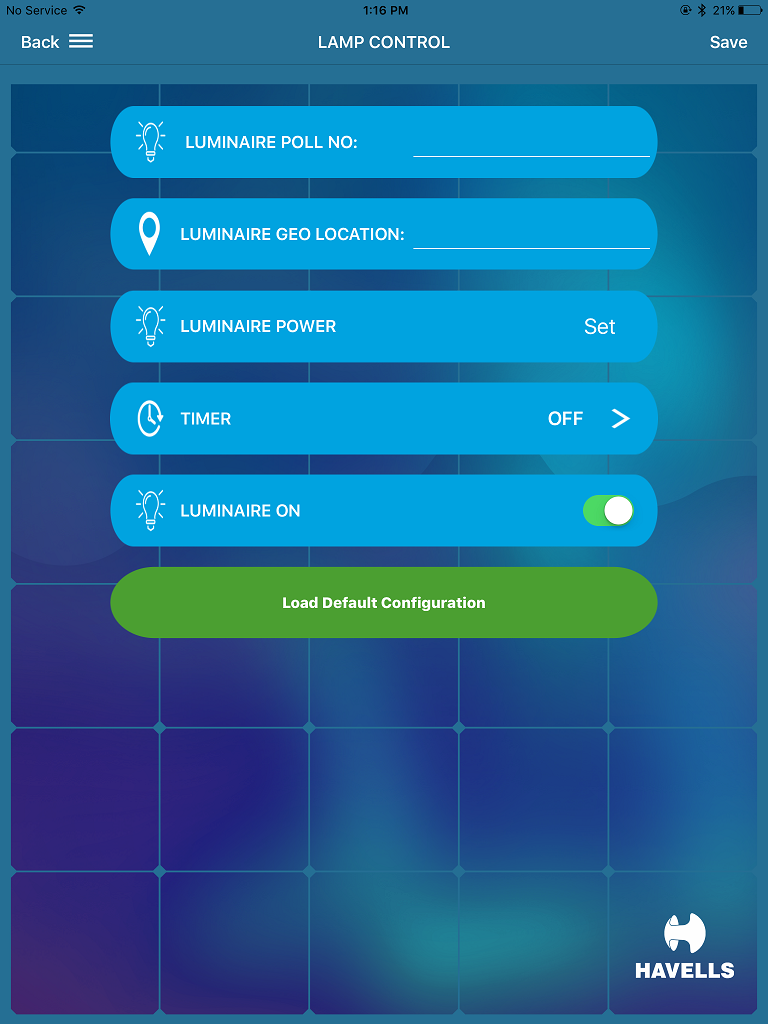 No Service 1:16 PM 21%
Back LAMP CONTROL Save
LUMINAIRE POLL NO:
LUMINAIRE GEO LOCATION:
LUMINAIRE POWER Set
TIMER OFF
LUMINAIRE ON
Load Default Configuration
HAVELLS